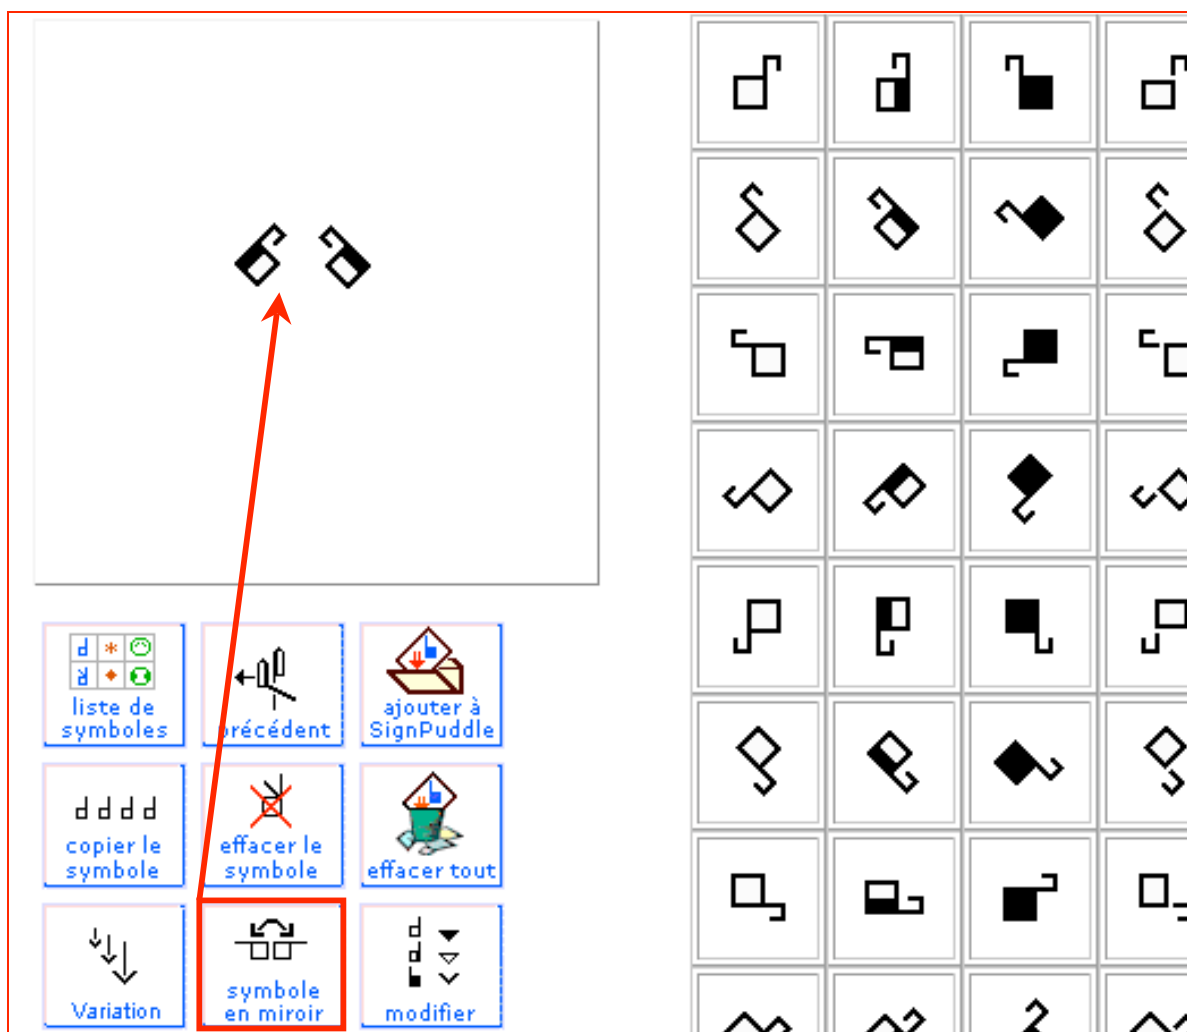 liste de
symboles
précédent
ajouter à
SignPuddle
copier le
symbole
effacer le
symbole
effacer tout
Variation
symbole
en miroir
modifier